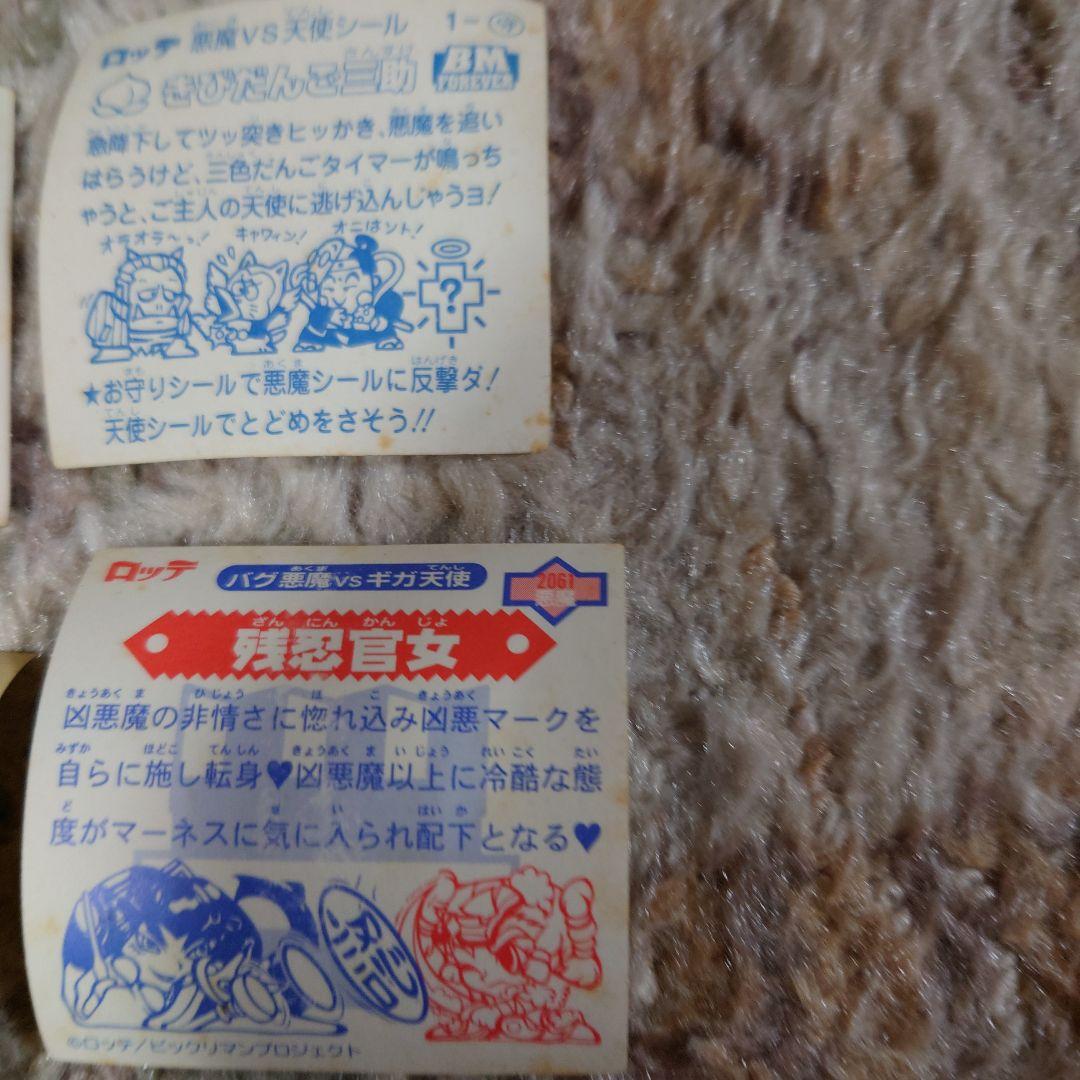 ロッテ 悪魔VS天使シール 1-守
きびだんご三助 BM FOREVER
急降下してツッ突きヒッかき、悪魔を追い
はらうけど、三色だんごタイマーが鳴っち
ゃうと、ご主人の天使に逃げ込んじゃうヨ!
オラオラ〜っ! キャワィン! オニはソト!
?
★お守りシールで悪魔シールに反撃ダ!
天使シールでとどめをさそう!!
ロッテ バグ悪魔vsギガ天使 2061 悪魔
残忍官女
凶悪魔の非情さに惚れ込み凶悪マークを
自らに施し転身♥凶悪魔以上に冷酷な態
度がマーネスに気に入られ配下となる♥
©ロッテ/ビックリマンプロジェクト